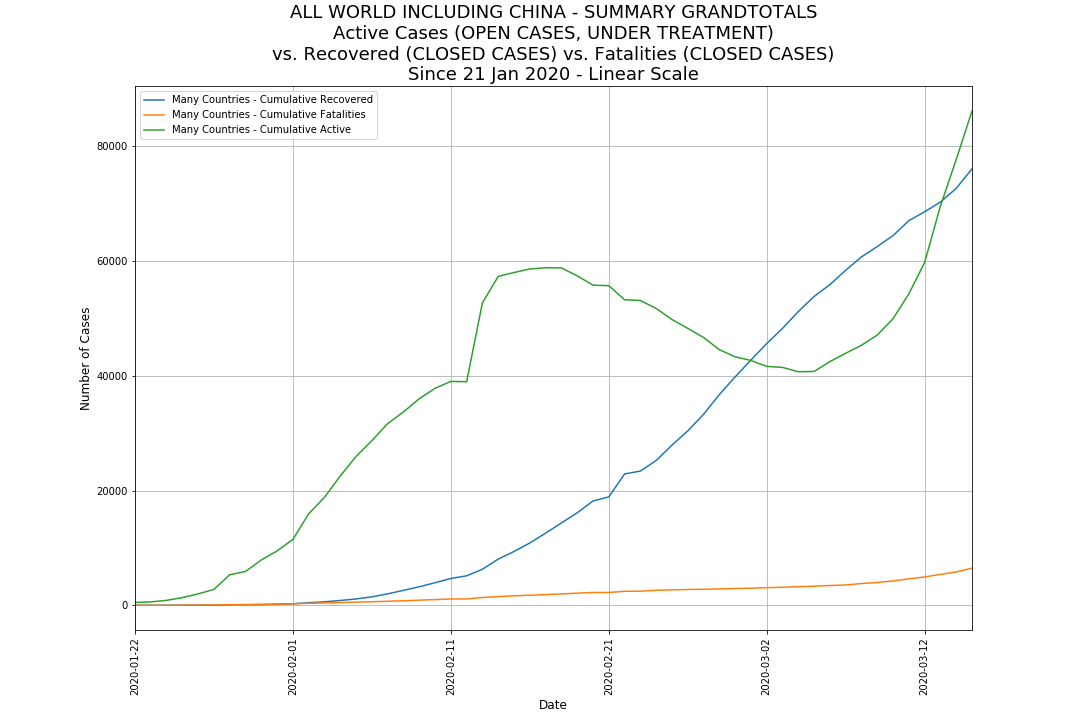 ALL WORLD INCLUDING CHINA - SUMMARY GRANDTOTALS
Active Cases (OPEN CASES, UNDER TREATMENT)
vs. Recovered (CLOSED CASES) vs. Fatalities (CLOSED CASES)
Since 21 Jan 2020 - Linear Scale
Many Countries - Cumulative Recovered
Many Countries - Cumulative Fatalities
Many Countries - Cumulative Active
Number of Cases
80000
60000
40000
20000
0
2020-01-22
2020-02-01
2020-02-11
2020-02-21
2020-03-02
2020-03-12
Date